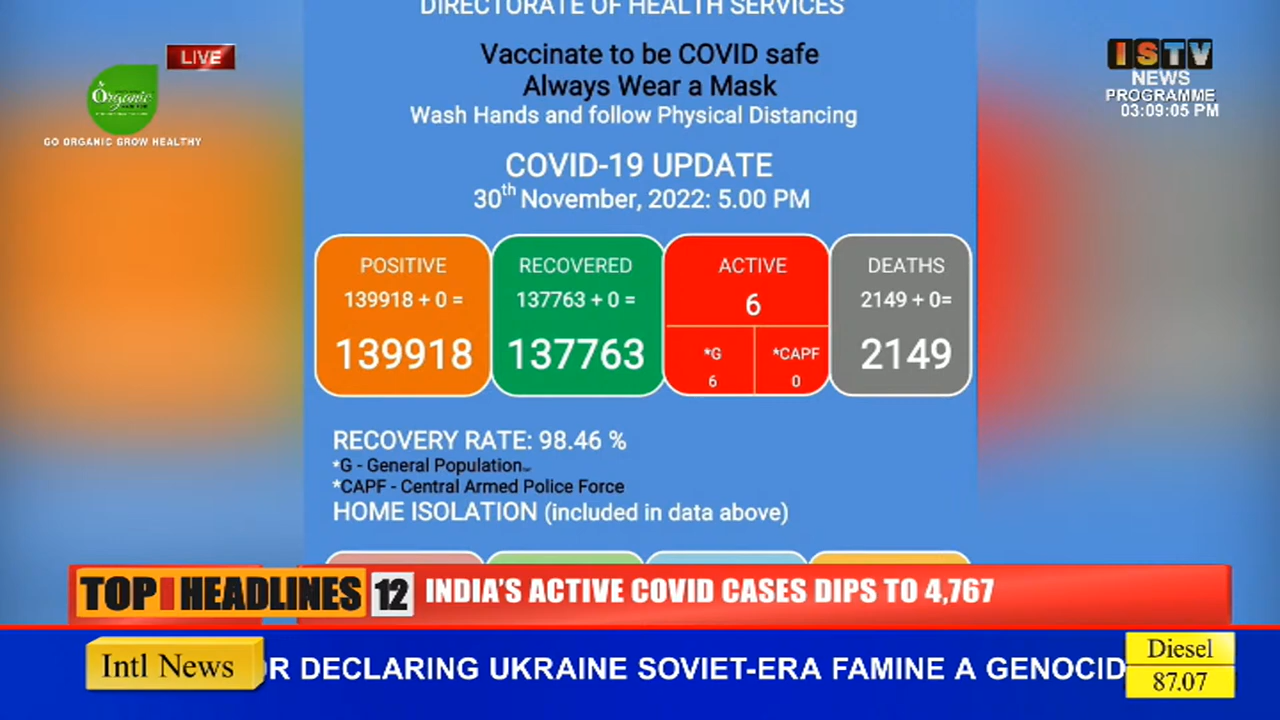 DIRECTORATE OF HEALTH SERVICES
LIVE
Organic
GO ORGANIC GROW HEALTHY
ISTV
NEWS
PROGRAMME
03:09:05 PM
Vaccinate to be COVID safe
Always Wear a Mask
Wash Hands and follow Physical Distancing
COVID-19 UPDATE
30th November, 2022: 5.00 PM
POSITIVE
139918 + 0 =
139918
RECOVERED
137763 + 0 =
137763
ACTIVE
6
*G
6
*CAPF
0
DEATHS
2149 + 0=
2149
RECOVERY RATE: 98.46 %
*G - General Population
*CAPF - Central Armed Police Force
HOME ISOLATION (included in data above)
TOP HEADLINES 12 INDIA'S ACTIVE COVID CASES DIPS TO 4,767
Intl News
R DECLARING UKRAINE SOVIET-ERA FAMINE A GENOCID
Diesel
87.07